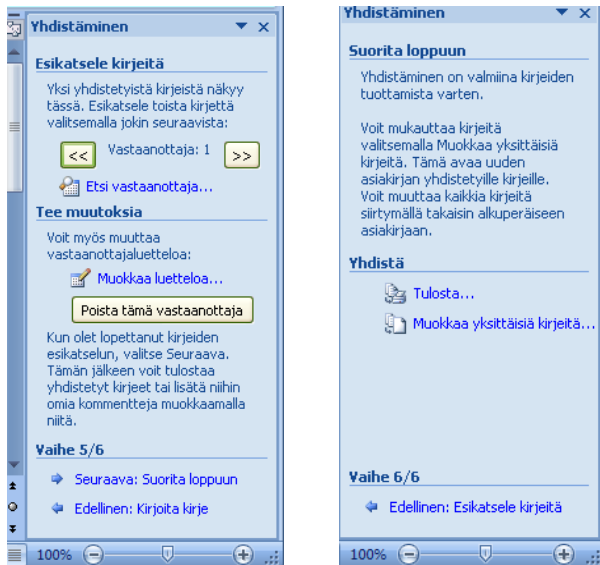 Yhdistäminen
Esikatsele kirjeitä
Yksi yhdistetyistä kirjeistä näkyy
tässä. Esikatsele toista kirjettä
valitsemalla jokin seuraavista:
<< Vastaanottaja: 1 >>
Etsi vastaanottaja...
Tee muutoksia
Voit myös muuttaa
vastaanottajaluetteloa:
Muokkaa luetteloa...
Poista tämä vastaanottaja
Kun olet lopettanut kirjeiden
esikatselun, valitse Seuraava.
Tämän jälkeen voit tulostaa
yhdistetyt kirjeet tai lisätä niihin
omia kommentteja muokkaamalla
niitä.
Vaihe 5/6
Seuraava: Suorita loppuun
Edellinen: Kirjoita kirje
100%
Yhdistäminen
Suorita loppuun
Yhdistäminen on valmiina kirjeiden
tuottamista varten.
Voit mukauttaa kirjeitä
valitsemalla Muokkaa yksittäisiä
kirjeitä. Tämä avaa uuden
asiakirjan yhdistetyille kirjeille.
Voit muuttaa kaikkia kirjeitä
siirtymällä takaisin alkuperäiseen
asiakirjaan.
Yhdistä
Tulosta...
Muokkaa yksittäisiä kirjeitä...
Vaihe 6/6
Edellinen: Esikatsele kirjeitä
100%